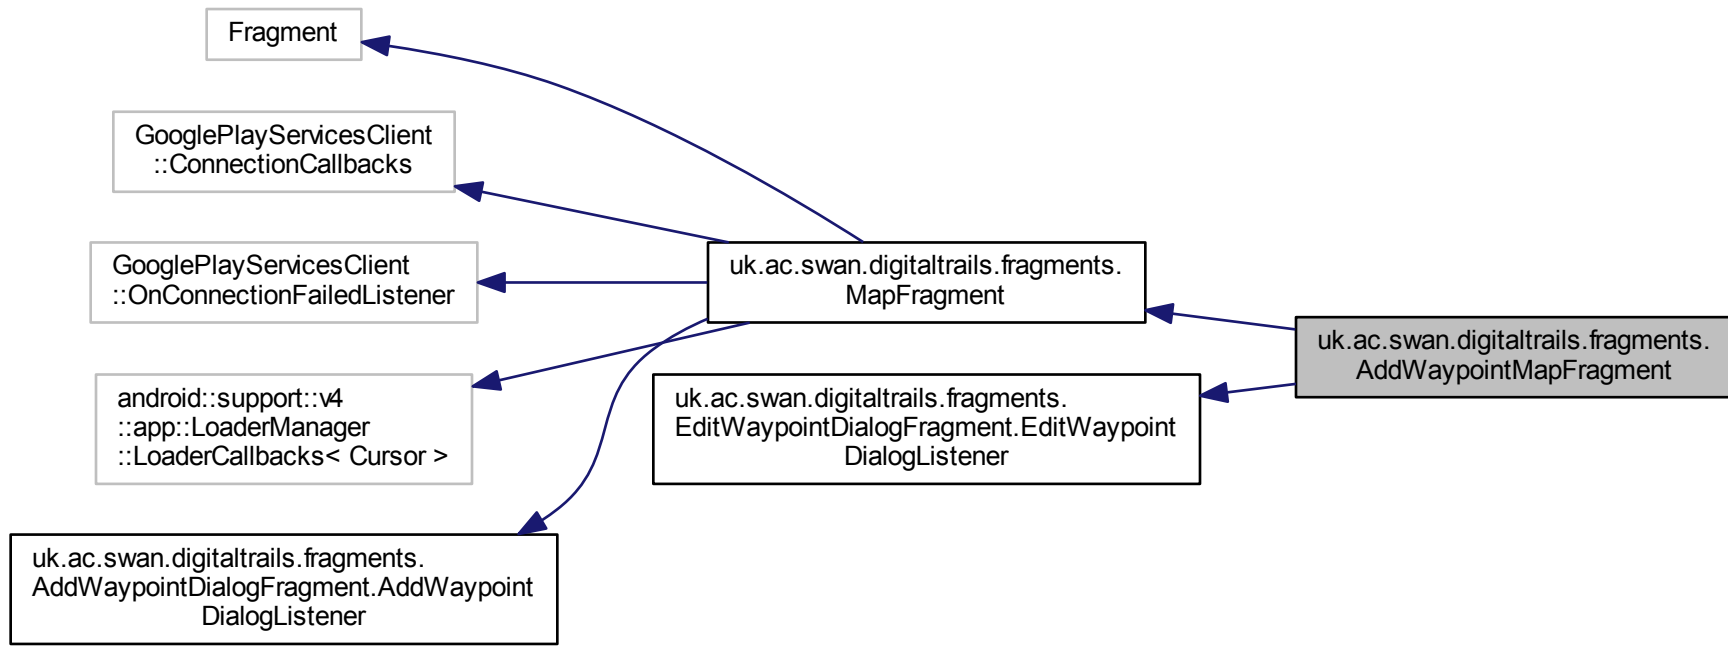 Fragment
GooglePlayServicesClient
::ConnectionCallbacks
GooglePlayServicesClient
::OnConnectionFailedListener
uk.ac.swan.digitaltrails.fragments.
MapFragment
uk.ac.swan.digitaltrails.fragments.
AddWaypointMapFragment
android::support::v4
::app::LoaderManager
::LoaderCallbacks< Cursor >
uk.ac.swan.digitaltrails.fragments.
EditWaypointDialogFragment.EditWaypoint
DialogListener
uk.ac.swan.digitaltrails.fragments.
AddWaypointDialogFragment.AddWaypoint
DialogListener